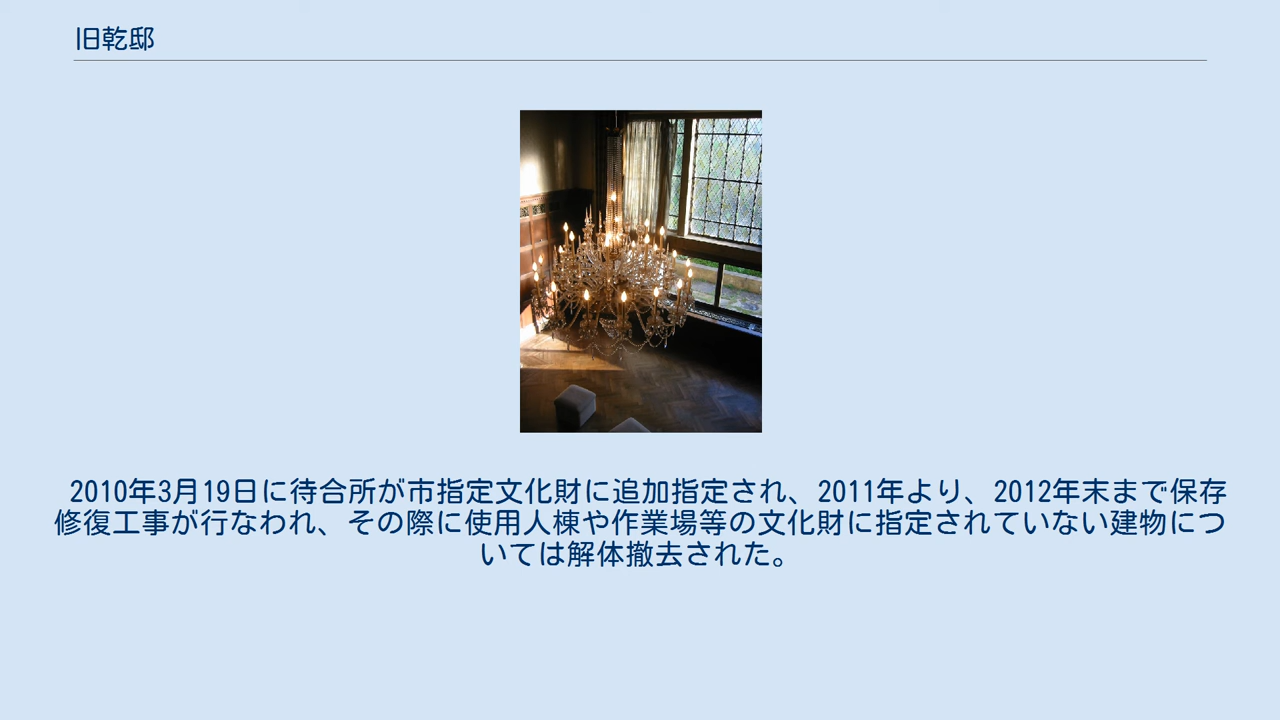 旧乾邸
2010年3月19日に待合所が市指定文化財に追加指定され、2011年より、2012年末まで保存
修復工事が行なわれ、その際に使用人棟や作業場等の文化財に指定されていない建物につ
いては解体撤去された。